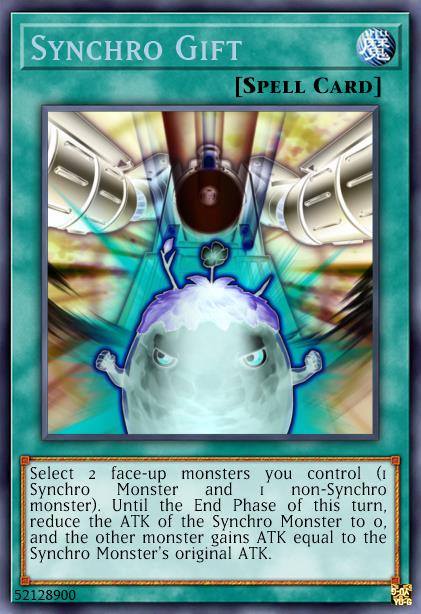 Synchro Gift
魔
[Spell Card]
Select 2 face-up monsters you control (1
Synchro Monster and 1 non-Synchro
monster). Until the End Phase of this turn,
reduce the ATK of the Synchro Monster to 0,
and the other monster gains ATK equal to the
Synchro Monster's original ATK.
52128900